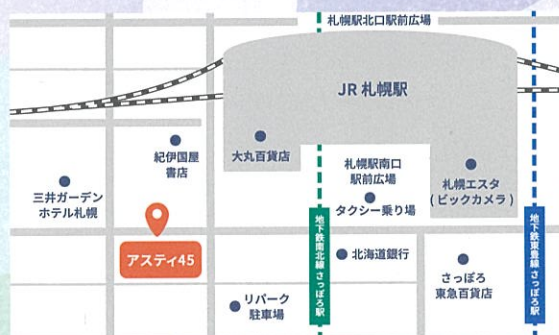 札幌駅北口駅前広場
JR 札幌駅
紀伊国屋
書店
大丸百貨店
札幌駅南口
駅前広場
三井ガーデン
ホテル札幌
タクシー乗り場
札幌エスタ
(ビックカメラ)
アスティ45
地下鉄南北線 さっぽろ駅
北海道銀行
さっぽろ
東急百貨店
地下鉄東豊線 さっぽろ駅
リパーク
駐車場